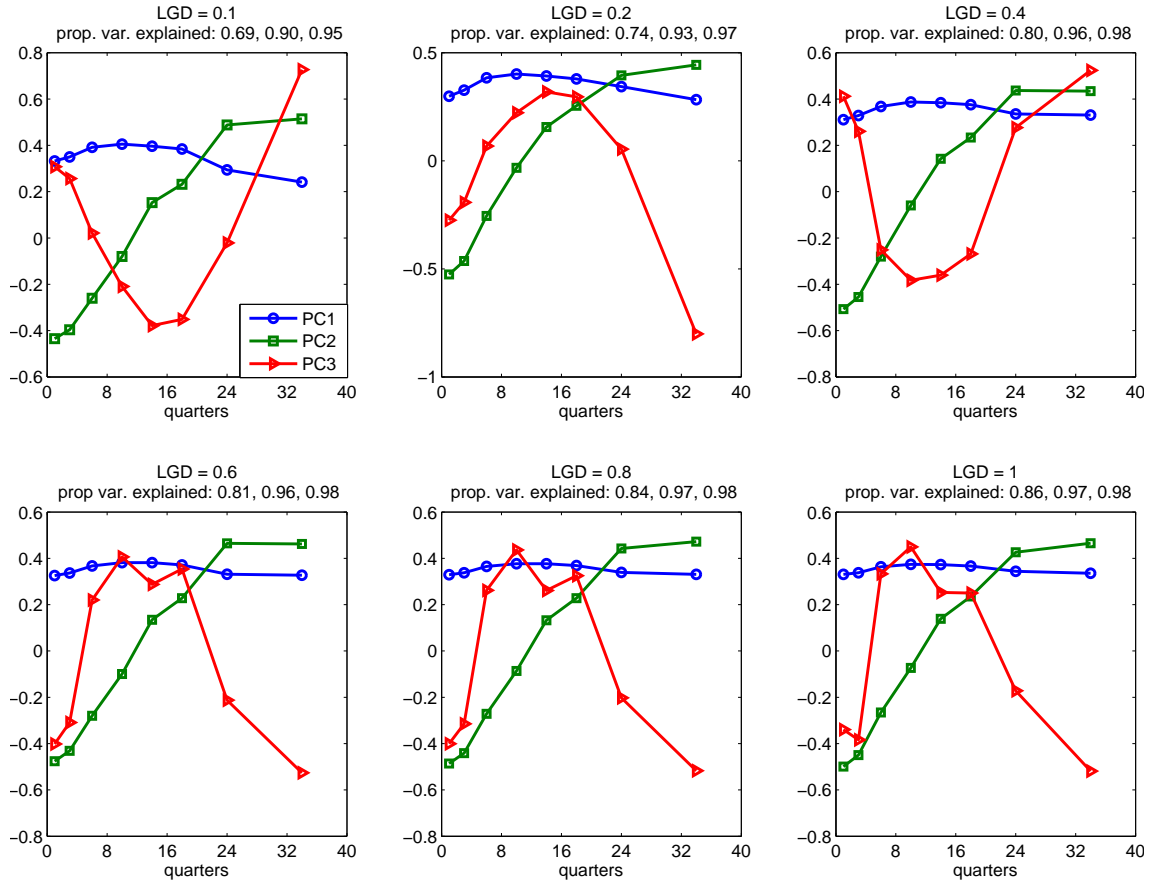 LGD = 0.1
prop. var. explained: 0.69, 0.90, 0.95
0.8
0.6
0.4
0.2
0
−0.2
−0.4
−0.6
0 8 16 24 32 40
quarters
PC1
PC2
PC3
LGD = 0.2
prop. var. explained: 0.74, 0.93, 0.97
0.5
0
−0.5
−1
0 8 16 24 32 40
quarters
LGD = 0.4
prop. var. explained: 0.80, 0.96, 0.98
0.6
0.4
0.2
0
−0.2
−0.4
−0.6
−0.8
0 8 16 24 32 40
quarters
LGD = 0.6
prop var. explained: 0.81, 0.96, 0.98
0.6
0.4
0.2
0
−0.2
−0.4
−0.6
−0.8
0 8 16 24 32 40
quarters
LGD = 0.8
prop. var. explained: 0.84, 0.97, 0.98
0.6
0.4
0.2
0
−0.2
−0.4
−0.6
−0.8
0 8 16 24 32 40
quarters
LGD = 1
prop. var. explained: 0.86, 0.97, 0.98
0.6
0.4
0.2
0
−0.2
−0.4
−0.6
−0.8
0 8 16 24 32 40
quarters